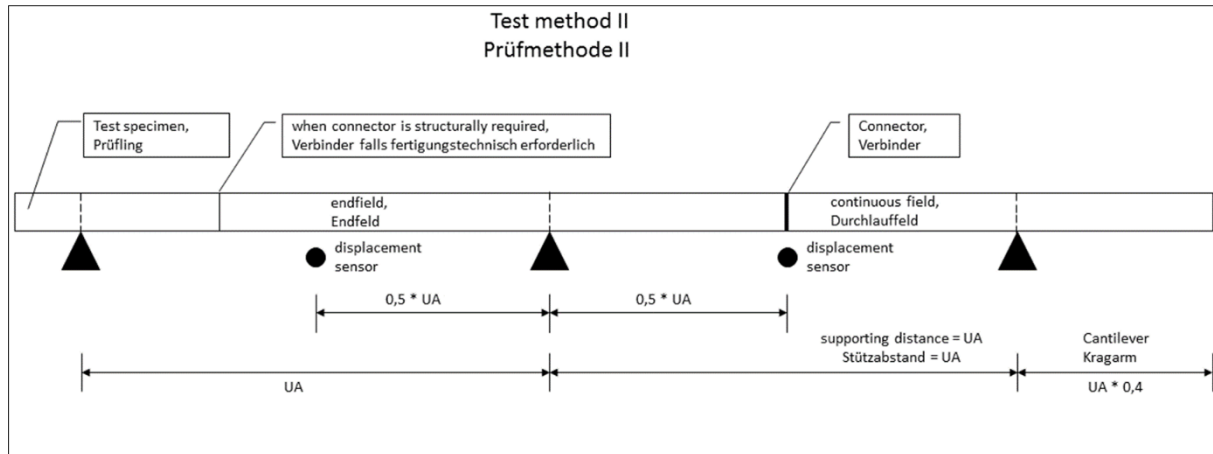 Test method II
Prüfmethode II
Test specimen,
Prüfling
when connector is structurally required,
Verbinder falls fertigungstechnisch erforderlich
Connector,
Verbinder
endfield,
Endfeld
continuous field,
Durchlauffeld
displacement
sensor
displacement
sensor
0,5 * UA
0,5 * UA
supporting distance = UA
Stützabstand = UA
Cantilever
Kragarm
UA
UA * 0,4